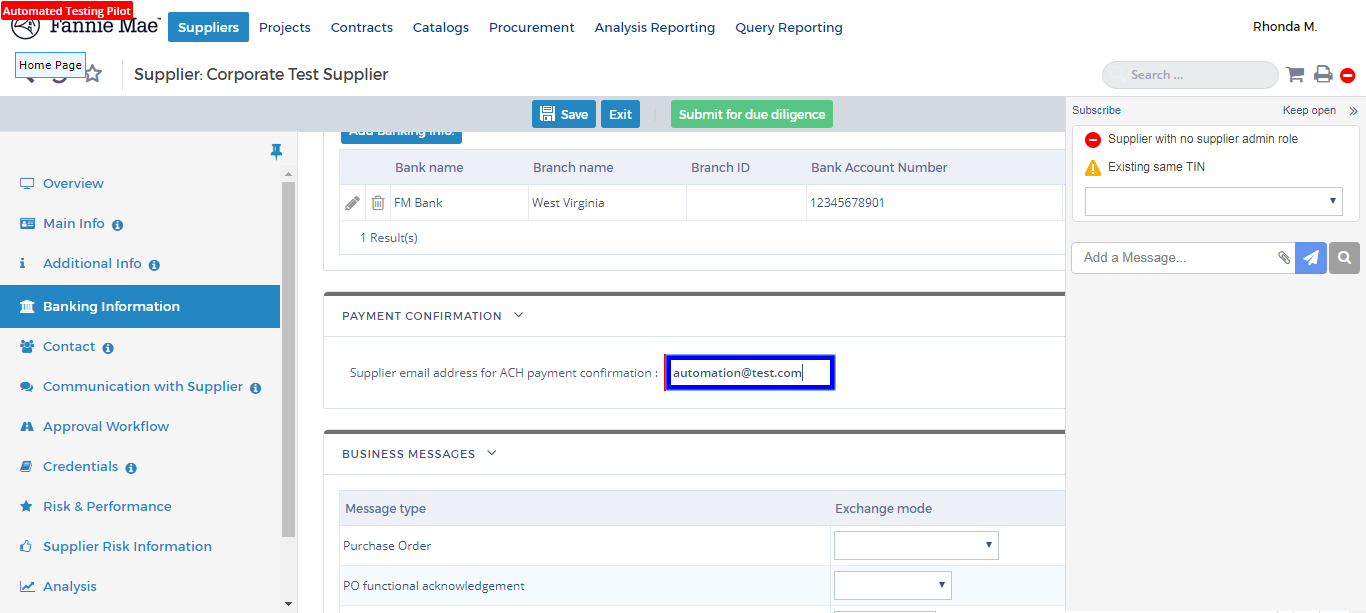 Automated Testing Pilot
Fannie Mae
Suppliers Projects Contracts Catalogs Procurement Analysis Reporting Query Reporting
Rhonda M.
Home Page
Supplier: Corporate Test Supplier
Search ...
Save Exit Submit for due diligence
Subscribe Keep open »
Supplier with no supplier admin role
Existing same TIN
Add a Message...
Overview
Main Info
Additional Info
Banking Information
Contact
Communication with Supplier
Approval Workflow
Credentials
Risk & Performance
Supplier Risk Information
Analysis
Add Banking Info.
Bank name Branch name Branch ID Bank Account Number
FM Bank West Virginia 12345678901
1 Result(s)
PAYMENT CONFIRMATION
Supplier email address for ACH payment confirmation : automation@test.com
BUSINESS MESSAGES
Message type Exchange mode
Purchase Order
PO functional acknowledgement